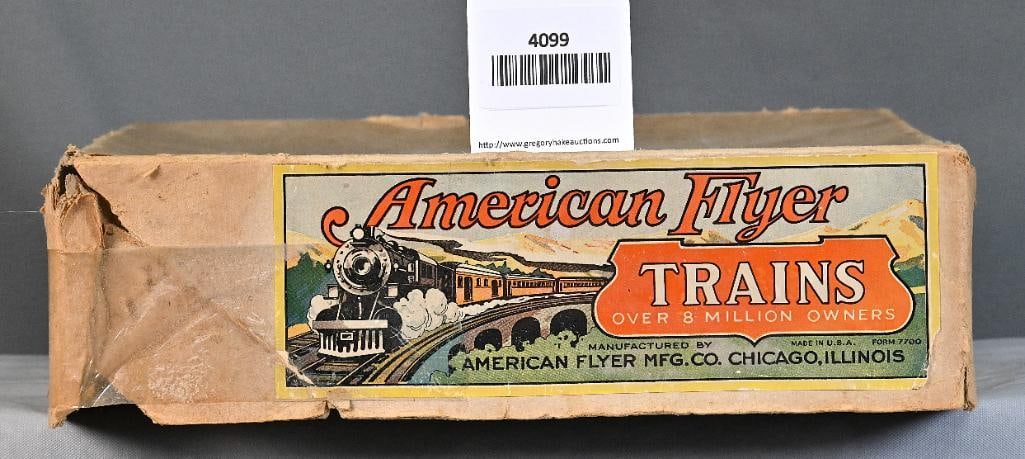 4099
http://www.gregoryhakeauctions.com
American Flyer
TRAINS
OVER 8 MILLION OWNERS
MANUFACTURED BY MADE IN U.S.A. FORM 7700
AMERICAN FLYER MFG. CO. CHICAGO, ILLINOIS